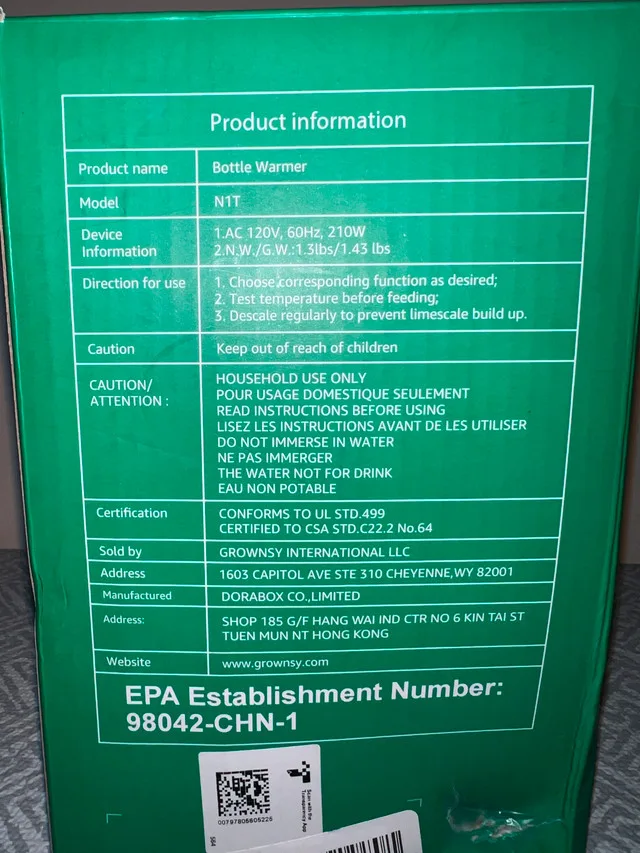 Product information
Product name Bottle Warmer
Model N1T
Device Information
1.AC 120V, 60Hz, 210W
2.N.W./G.W.:1.3lbs/1.43 lbs
Direction for use
1. Choose corresponding function as desired;
2. Test temperature before feeding;
3. Descale regularly to prevent limescale build up.
Caution Keep out of reach of children
CAUTION/
ATTENTION :
HOUSEHOLD USE ONLY
POUR USAGE DOMESTIQUE SEULEMENT
READ INSTRUCTIONS BEFORE USING
LISEZ LES INSTRUCTIONS AVANT DE LES UTILISER
DO NOT IMMERSE IN WATER
NE PAS IMMERGER
THE WATER NOT FOR DRINK
EAU NON POTABLE
Certification
CONFORMS TO UL STD.499
CERTIFIED TO CSA STD.C22.2 No.64
Sold by GROWNSY INTERNATIONAL LLC
Address 1603 CAPITOL AVE STE 310 CHEYENNE,WY 82001
Manufactured DORABOX CO.,LIMITED
Address:
SHOP 185 G/F HANG WAI IND CTR NO 6 KIN TAI ST
TUEN MUN NT HONG KONG
Website www.grownsy.com
EPA Establishment Number:
98042-CHN-1
Scan with the
Transparency App
00797806805225
564